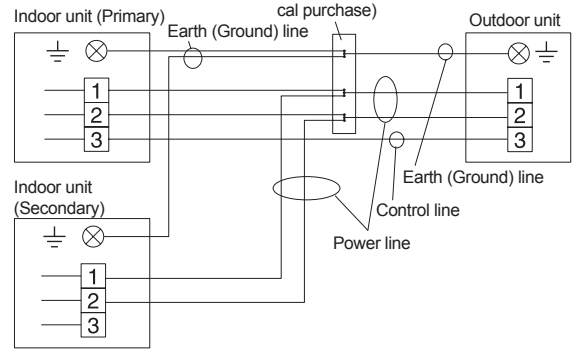 cal purchase)
Indoor unit (Primary)
Outdoor unit
Earth (Ground) line
1
2
3
1
2
3
Earth (Ground) line
Control line
Power line
Indoor unit
(Secondary)
1
2
3